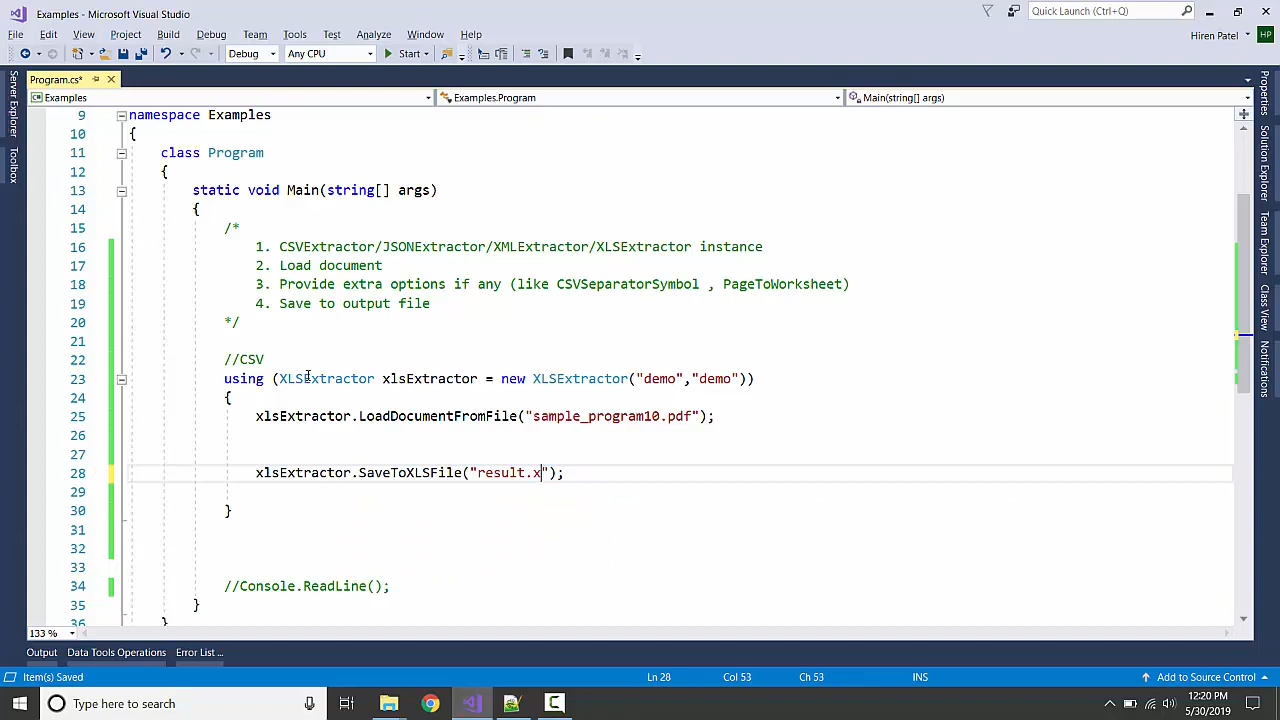 Examples - Microsoft Visual Studio
Quick Launch (Ctrl+Q)
File Edit View Project Build Debug Team Tools Test Analyze Window Help
Hiren Patel HP
Debug Any CPU Start
Program.cs*
Examples Examples.Program Main(string[] args)
Server Explorer
Toolbox
Properties
Solution Explorer
Team Explorer
Class View
Notifications
9 namespace Examples
10 {
11 class Program
12 {
13 static void Main(string[] args)
14 {
15 /*
16 1. CSVExtractor/JSONExtractor/XMLExtractor/XLSExtractor instance
17 2. Load document
18 3. Provide extra options if any (like CSVSeparatorSymbol , PageToWorksheet)
19 4. Save to output file
20 */
21
22 //CSV
23 using (XLSExtractor xlsExtractor = new XLSExtractor("demo","demo"))
24 {
25 xlsExtractor.LoadDocumentFromFile("sample_program10.pdf");
26
27
28 xlsExtractor.SaveToXLSFile("result.x");
29
30 }
31
32
33
34 //Console.ReadLine();
35 }
36 }
133 %
Output Data Tools Operations Error List ...
Item(s) Saved Ln 28 Col 53 Ch 53 INS Add to Source Control
Type here to search
12:20 PM
5/30/2019